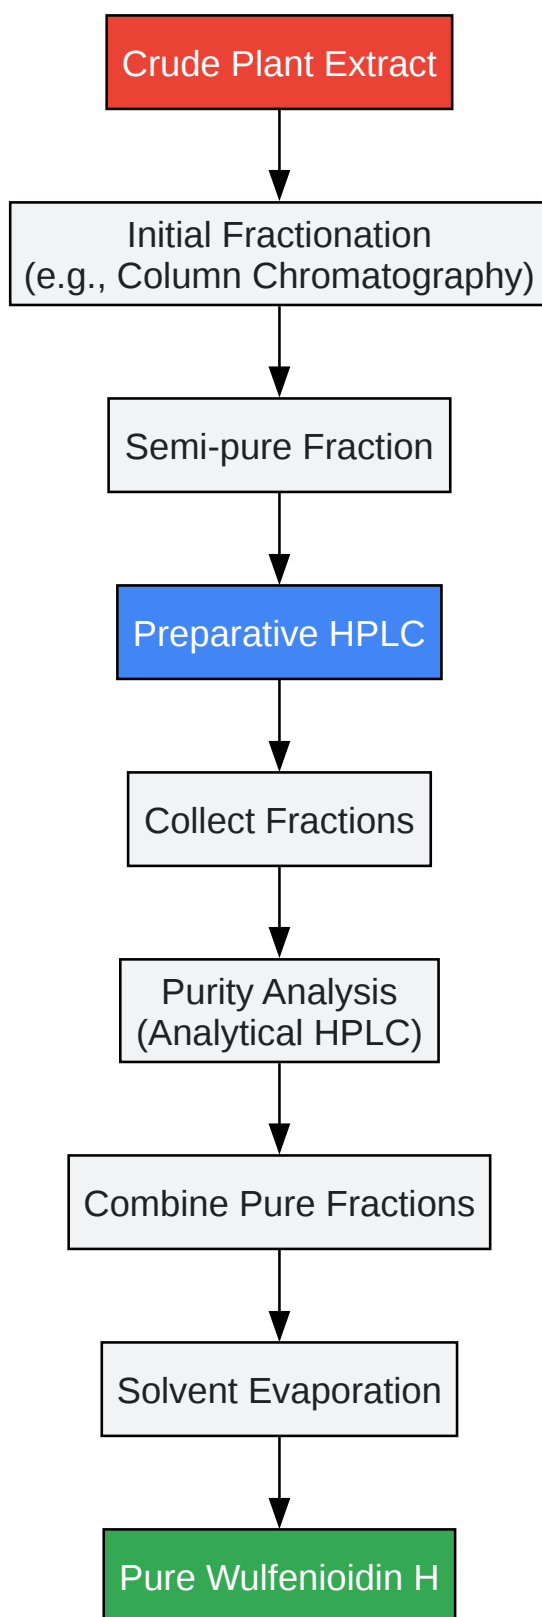 Crude Plant Extract
Initial Fractionation
(e.g., Column Chromatography)
Semi-pure Fraction
Preparative HPLC
Collect Fractions
Purity Analysis
(Analytical HPLC)
Combine Pure Fractions
Solvent Evaporation
Pure Wulfenioidin H